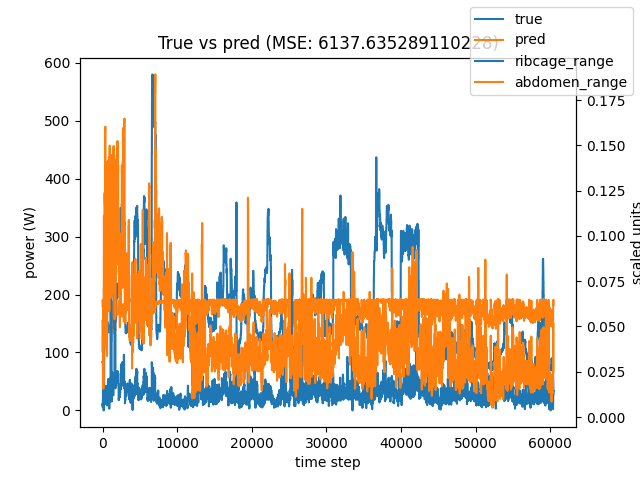 True vs pred (MSE: 6137.635289110228)
true
pred
ribcage_range
abdomen_range
power (W)
600
500
400
300
200
100
0
0.175
0.150
0.125
0.100
0.075
0.050
0.025
0.000
scaled units
0 10000 20000 30000 40000 50000 60000
time step